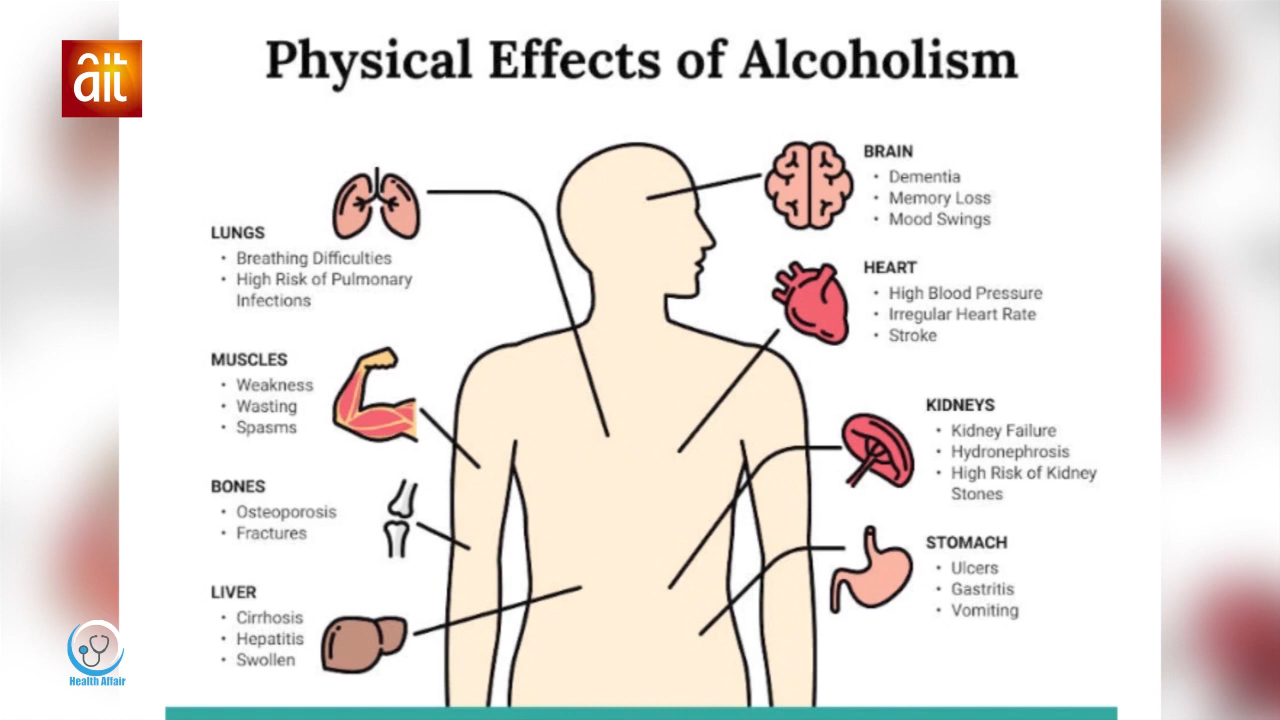 âit
Physical Effects of Alcoholism
LUNGS
• Breathing Difficulties
• High Risk of Pulmonary
Infections
MUSCLES
• Weakness
• Wasting
• Spasms
BONES
• Osteoporosis
• Fractures
LIVER
• Cirrhosis
• Hepatitis
• Swollen
BRAIN
• Dementia
• Memory Loss
• Mood Swings
HEART
• High Blood Pressure
• Irregular Heart Rate
• Stroke
KIDNEYS
• Kidney Failure
• Hydronephrosis
• High Risk of Kidney
Stones
STOMACH
• Ulcers
• Gastritis
• Vomiting
Health Affair